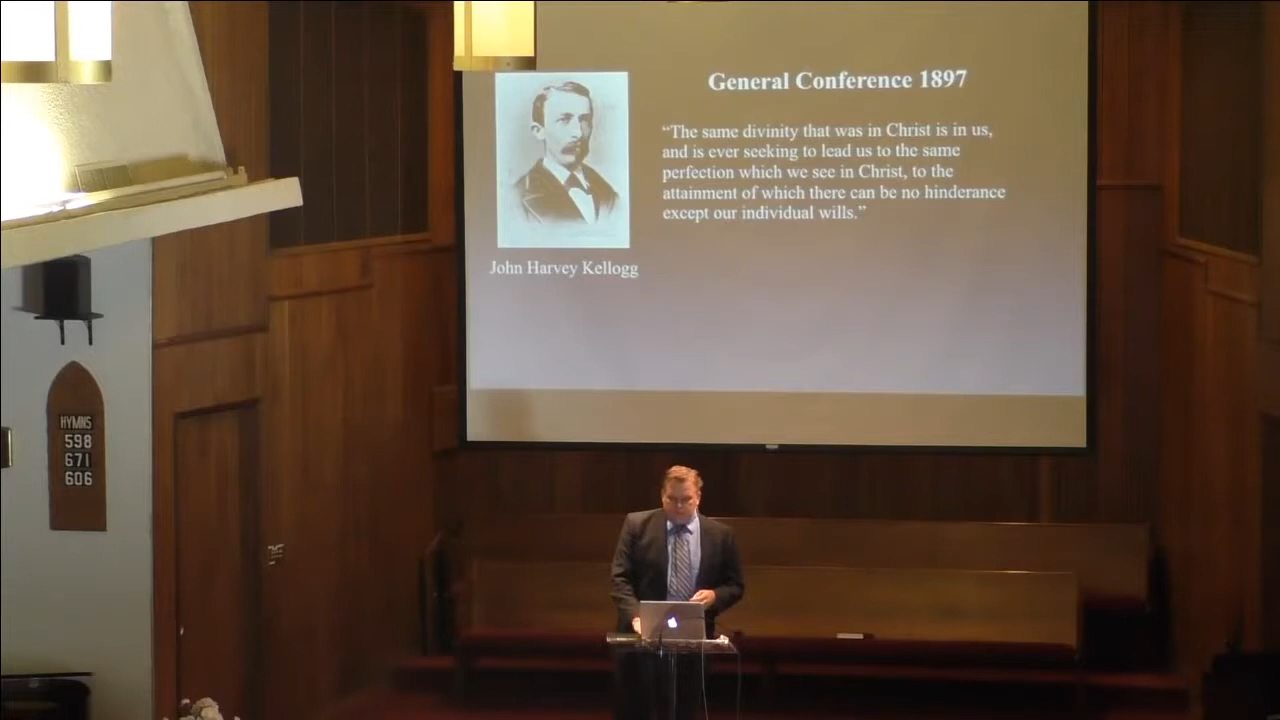 General Conference 1897
“The same divinity that was in Christ is in us,
and is ever seeking to lead us to the same
perfection which we see in Christ, to the
attainment of which there can be no hinderance
except our individual wills.”
John Harvey Kellogg
HYMNS
598
671
606